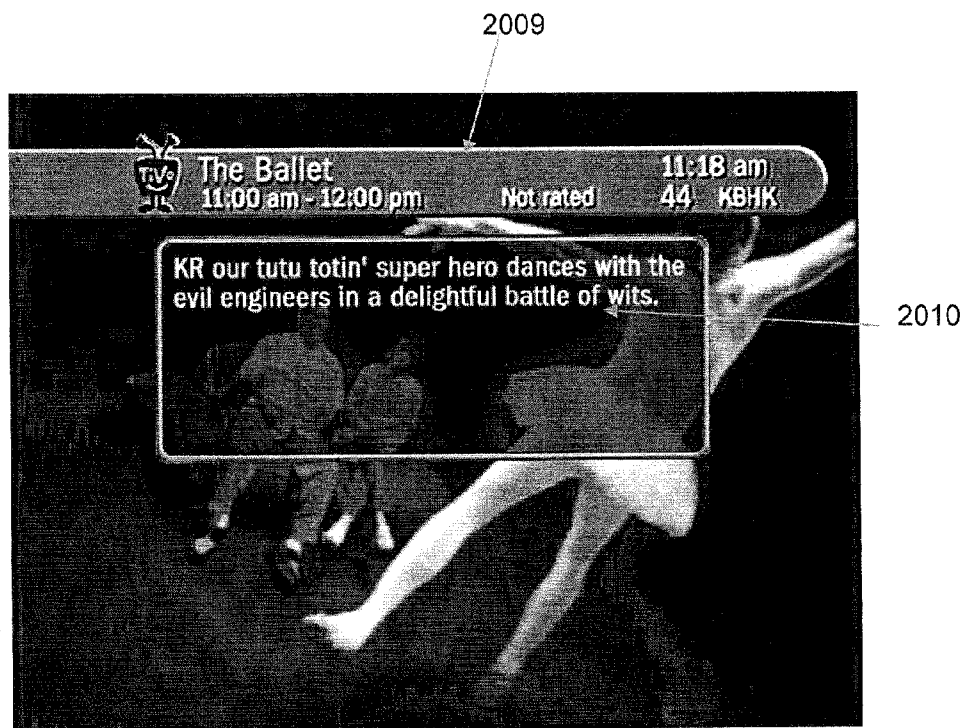 2009
TiVo
The Ballet
11:18 am
11:00 am - 12:00 pm
Not rated
44 KBHK
KR our tutu totin' super hero dances with the
evil engineers in a delightful battle of wits.
2010